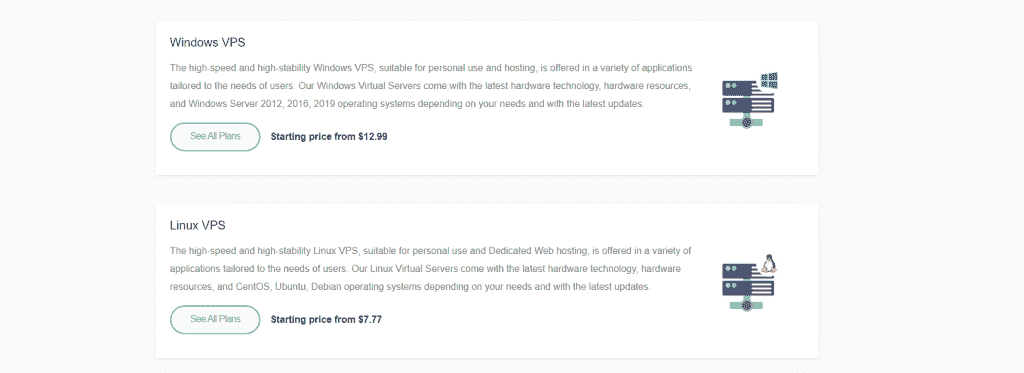 Windows VPS
The high-speed and high-stability Windows VPS, suitable for personal use and hosting, is offered in a variety of applications
tailored to the needs of users. Our Windows Virtual Servers come with the latest hardware technology, hardware resources,
and Windows Server 2012, 2016, 2019 operating systems depending on your needs and with the latest updates.
See All Plans Starting price from $12.99
Linux VPS
The high-speed and high-stability Linux VPS, suitable for personal use and Dedicated Web hosting, is offered in a variety of
applications tailored to the needs of users. Our Linux Virtual Servers come with the latest hardware technology, hardware
resources, and CentOS, Ubuntu, Debian operating systems depending on your needs and with the latest updates.
See All Plans Starting price from $7.77